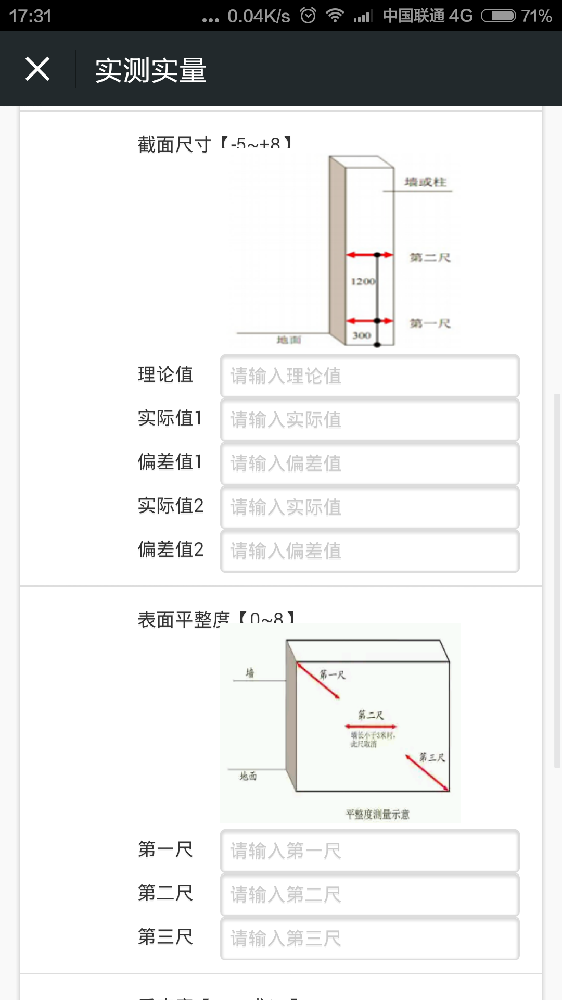 17:31 ... 0.04K/s 中国联通 4G 71%
实测实量
截面尺寸【-5~+8】
墙或柱
第二尺
1200
第一尺
300
地面
理论值 请输入理论值
实际值1 请输入实际值
偏差值1 请输入偏差值
实际值2 请输入实际值
偏差值2 请输入偏差值
表面平整度【0~8】
墙
第一尺
第二尺
墙长小于3米时,
此尺取消
第三尺
地面
平整度测量示意
第一尺 请输入第一尺
第二尺 请输入第二尺
第三尺 请输入第三尺